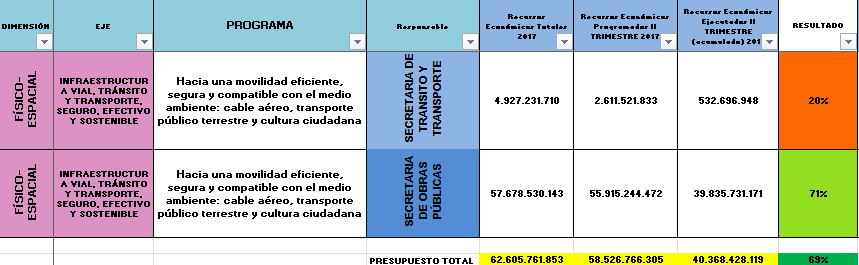 DIMENSIÓN
EJE
PROGRAMA
Responsable
Recursos
Económicos Totales
2017
Recursos Económicos
Programados II
TRIMESTRE 2017
Recursos Económicos
Ejecutados II
TRIMESTRE
(acumulado) 201
RESULTADO
FÍSICO-
ESPACIAL
INFRAESTRUCTUR
A VIAL, TRÁNSITO
Y TRANSPORTE,
SEGURO, EFECTIVO
Y SOSTENIBLE
Hacia una movilidad eficiente,
segura y compatible con el medio
ambiente: cable aéreo, transporte
público terrestre y cultura ciudadana
SECRETARIA DE
TRANSITO Y
TRANSPORTE
4.927.231.710
2.611.521.833
532.696.948
20%
FÍSICO-
ESPACIAL
INFRAESTRUCTUR
A VIAL, TRÁNSITO
Y TRANSPORTE,
SEGURO, EFECTIVO
Y SOSTENIBLE
Hacia una movilidad eficiente,
segura y compatible con el medio
ambiente: cable aéreo, transporte
público terrestre y cultura ciudadana
SECRETARIA
DE OBRAS
PÚBLICAS
57.678.530.143
55.915.244.472
39.835.731.171
71%
PRESUPUESTO TOTAL
62.605.761.853
58.526.766.305
40.368.428.119
69%